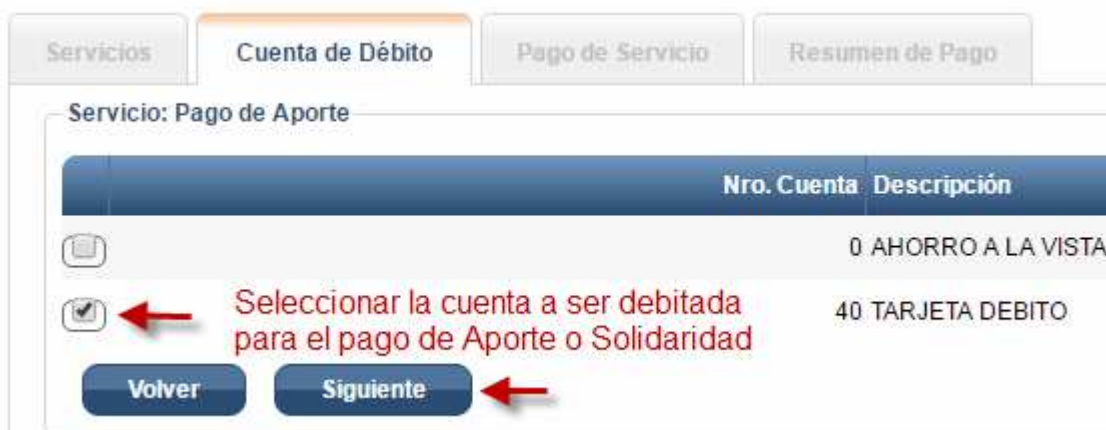 Servicios Cuenta de Débito Pago de Servicio Resumen de Pago
Servicio: Pago de Aporte
Nro. Cuenta Descripción
0 AHORRO A LA VISTA
40 TARJETA DEBITO
Seleccionar la cuenta a ser debitada
para el pago de Aporte o Solidaridad
Volver Siguiente